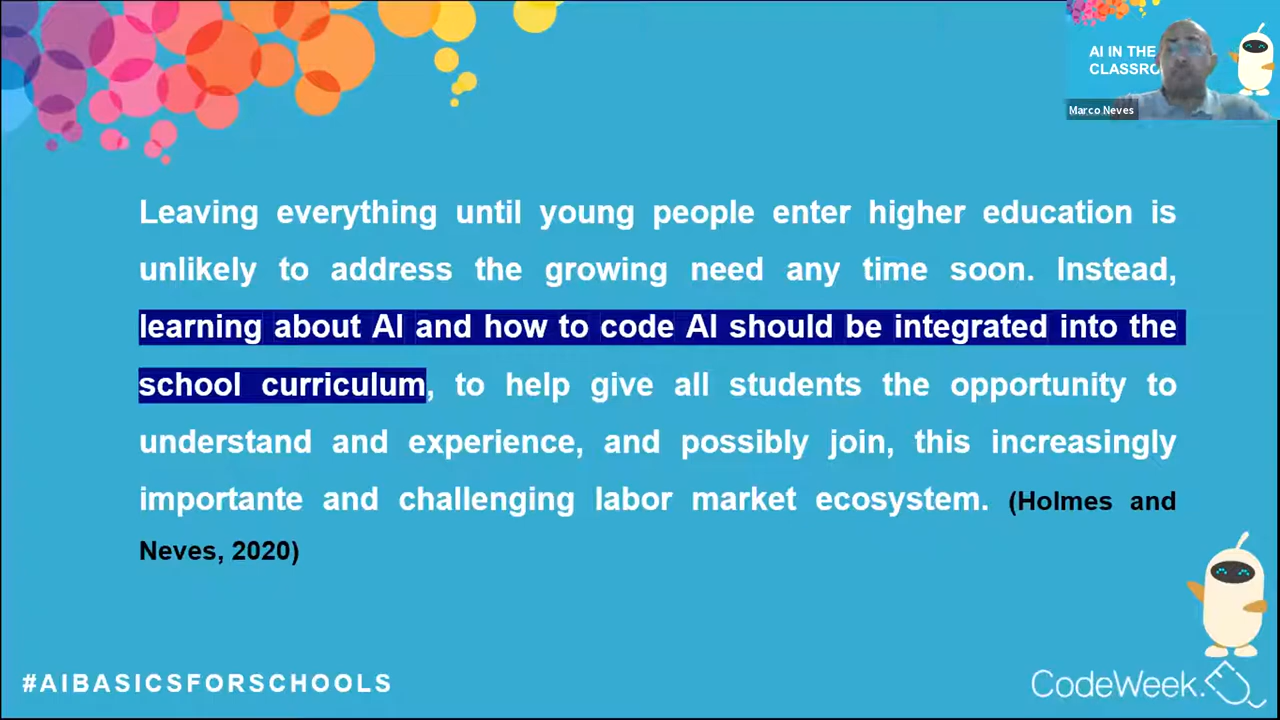 AI IN THE
CLASSRO
Marco Neves
Leaving everything until young people enter higher education is
unlikely to address the growing need any time soon. Instead,
learning about AI and how to code AI should be integrated into the
school curriculum, to help give all students the opportunity to
understand and experience, and possibly join, this increasingly
importante and challenging labor market ecosystem. (Holmes and
Neves, 2020)
#AIBASICSFORSCHOOLS
CodeWeek.